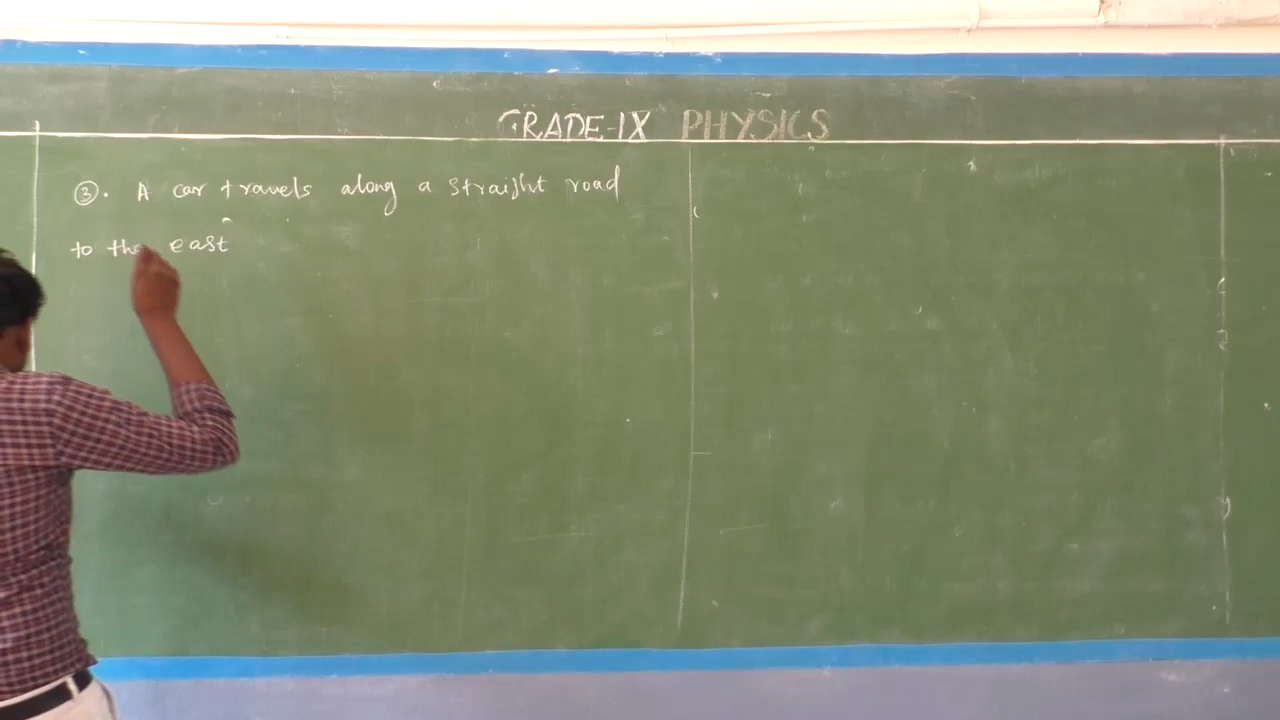 GRADE-IX PHYSICS
③. A car travels along a straight road
to the east